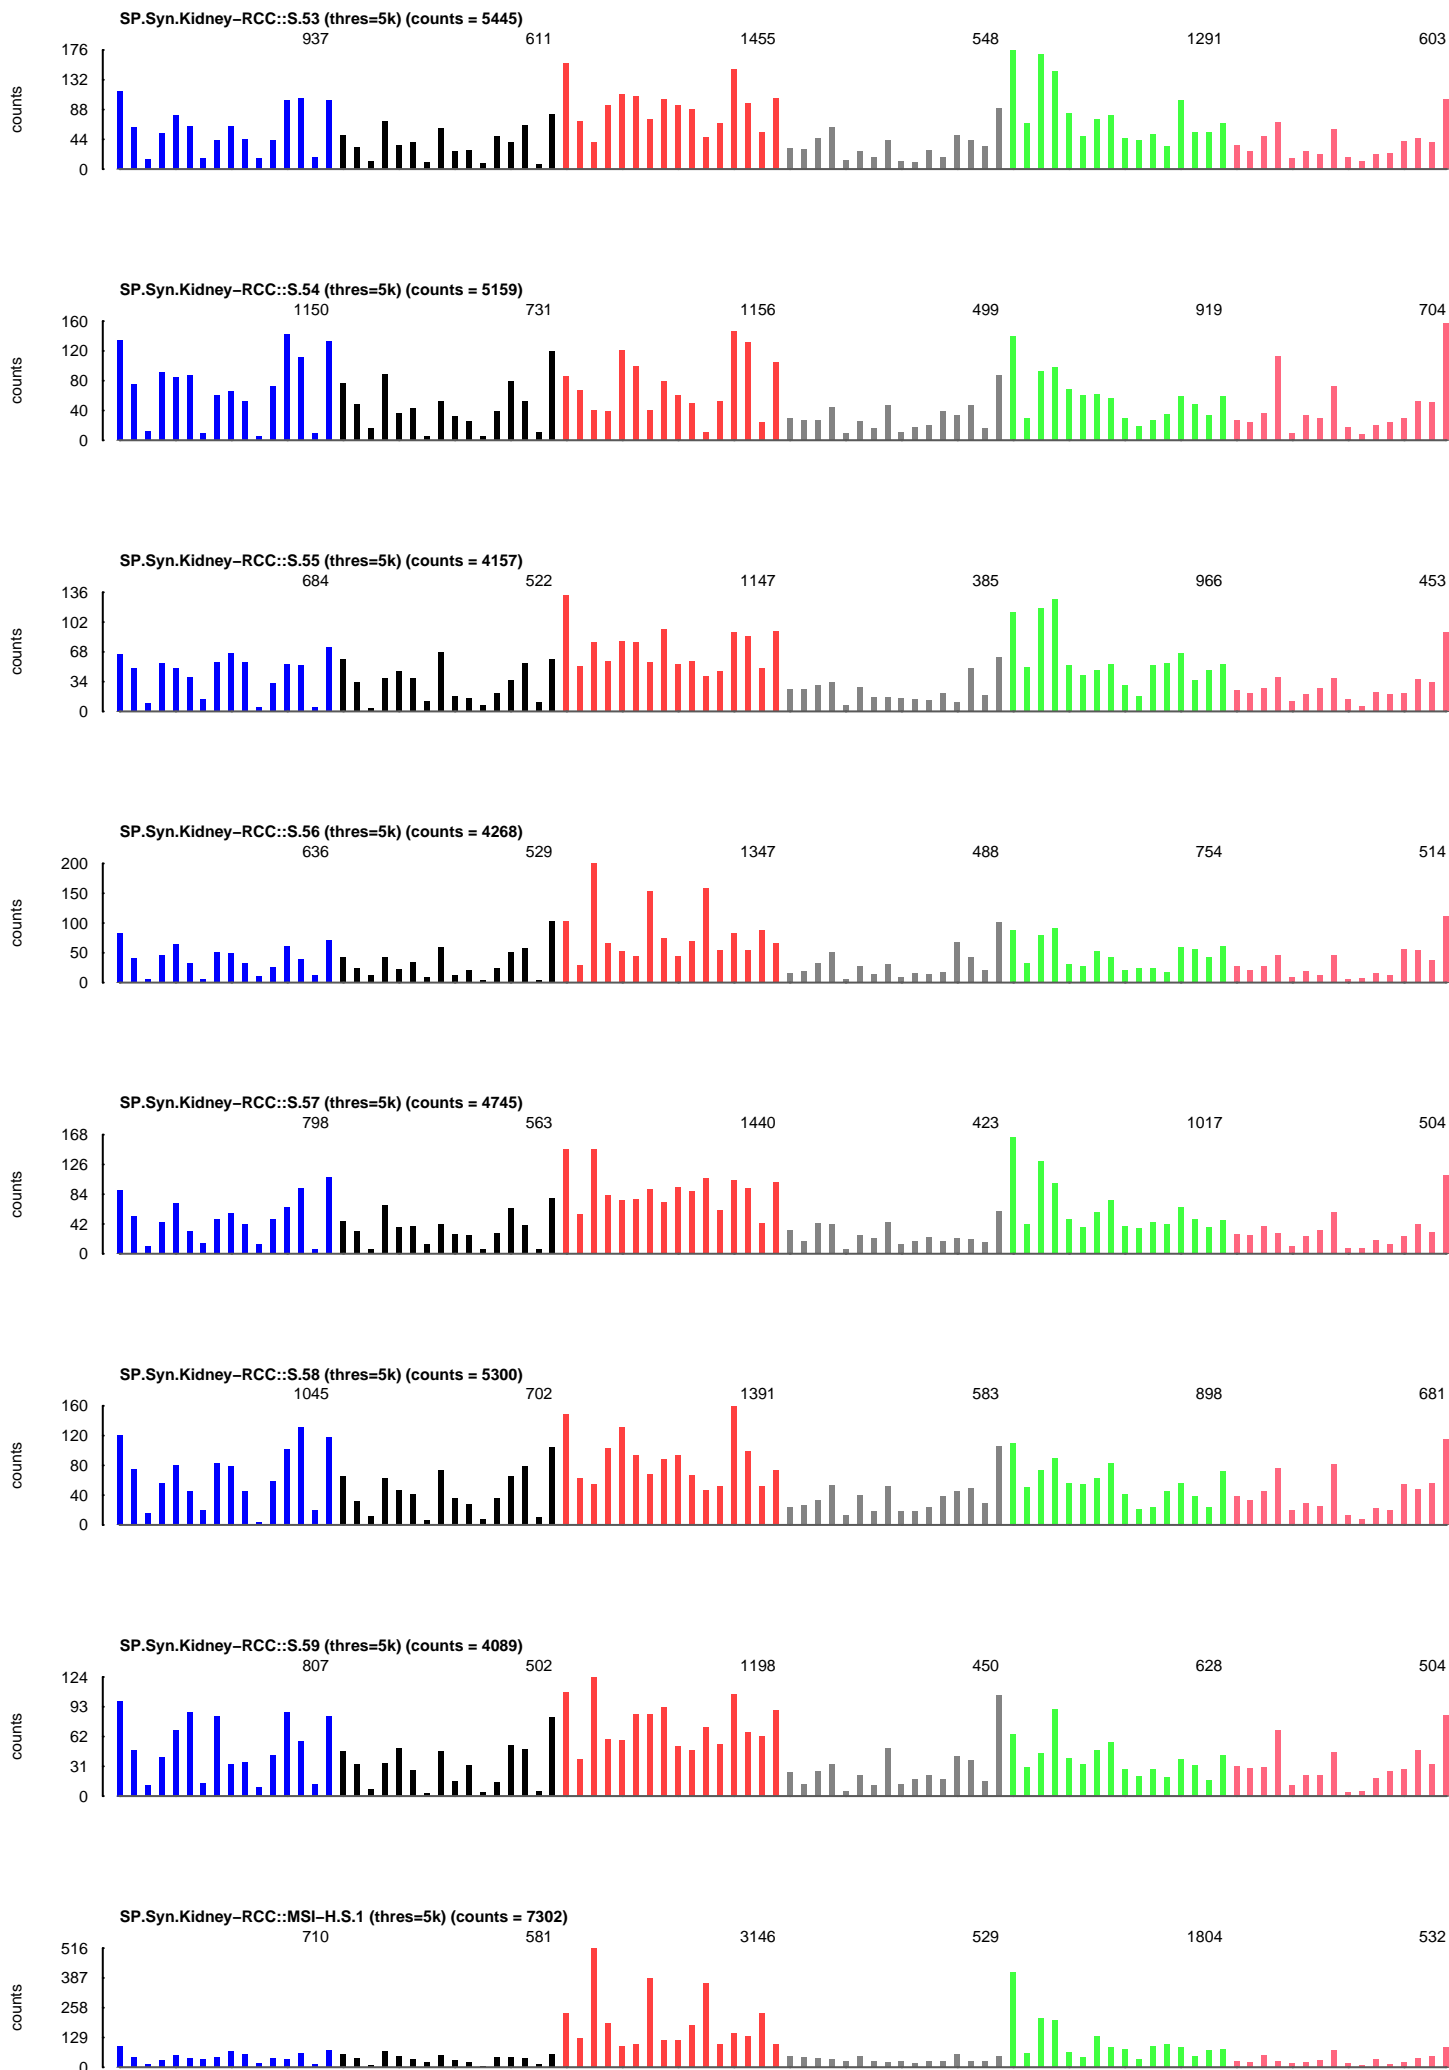 SP.Syn.Kidney−RCC::S.53 (thres=5k) (counts = 5445)
937 611 1455 548 1291 603
176
132
88
44
0
counts
SP.Syn.Kidney−RCC::S.54 (thres=5k) (counts = 5159)
1150 731 1156 499 919 704
160
120
80
40
0
counts
SP.Syn.Kidney−RCC::S.55 (thres=5k) (counts = 4157)
684 522 1147 385 966 453
136
102
68
34
0
counts
SP.Syn.Kidney−RCC::S.56 (thres=5k) (counts = 4268)
636 529 1347 488 754 514
200
150
100
50
0
counts
SP.Syn.Kidney−RCC::S.57 (thres=5k) (counts = 4745)
798 563 1440 423 1017 504
168
126
84
42
0
counts
SP.Syn.Kidney−RCC::S.58 (thres=5k) (counts = 5300)
1045 702 1391 583 898 681
160
120
80
40
0
counts
SP.Syn.Kidney−RCC::S.59 (thres=5k) (counts = 4089)
807 502 1198 450 628 504
124
93
62
31
0
counts
SP.Syn.Kidney−RCC::MSI−H.S.1 (thres=5k) (counts = 7302)
710 581 3146 529 1804 532
516
387
258
129
0
counts